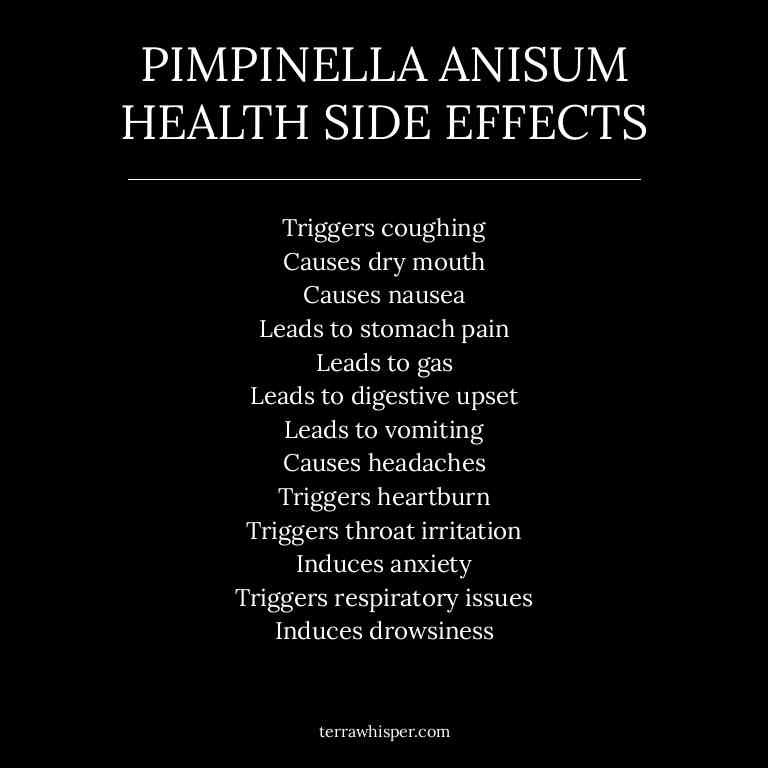 PIMPINELLA ANISUM
HEALTH SIDE EFFECTS
Triggers coughing
Causes dry mouth
Causes nausea
Leads to stomach pain
Leads to gas
Leads to digestive upset
Leads to vomiting
Causes headaches
Triggers heartburn
Triggers throat irritation
Induces anxiety
Triggers respiratory issues
Induces drowsiness
terrawhisper.com